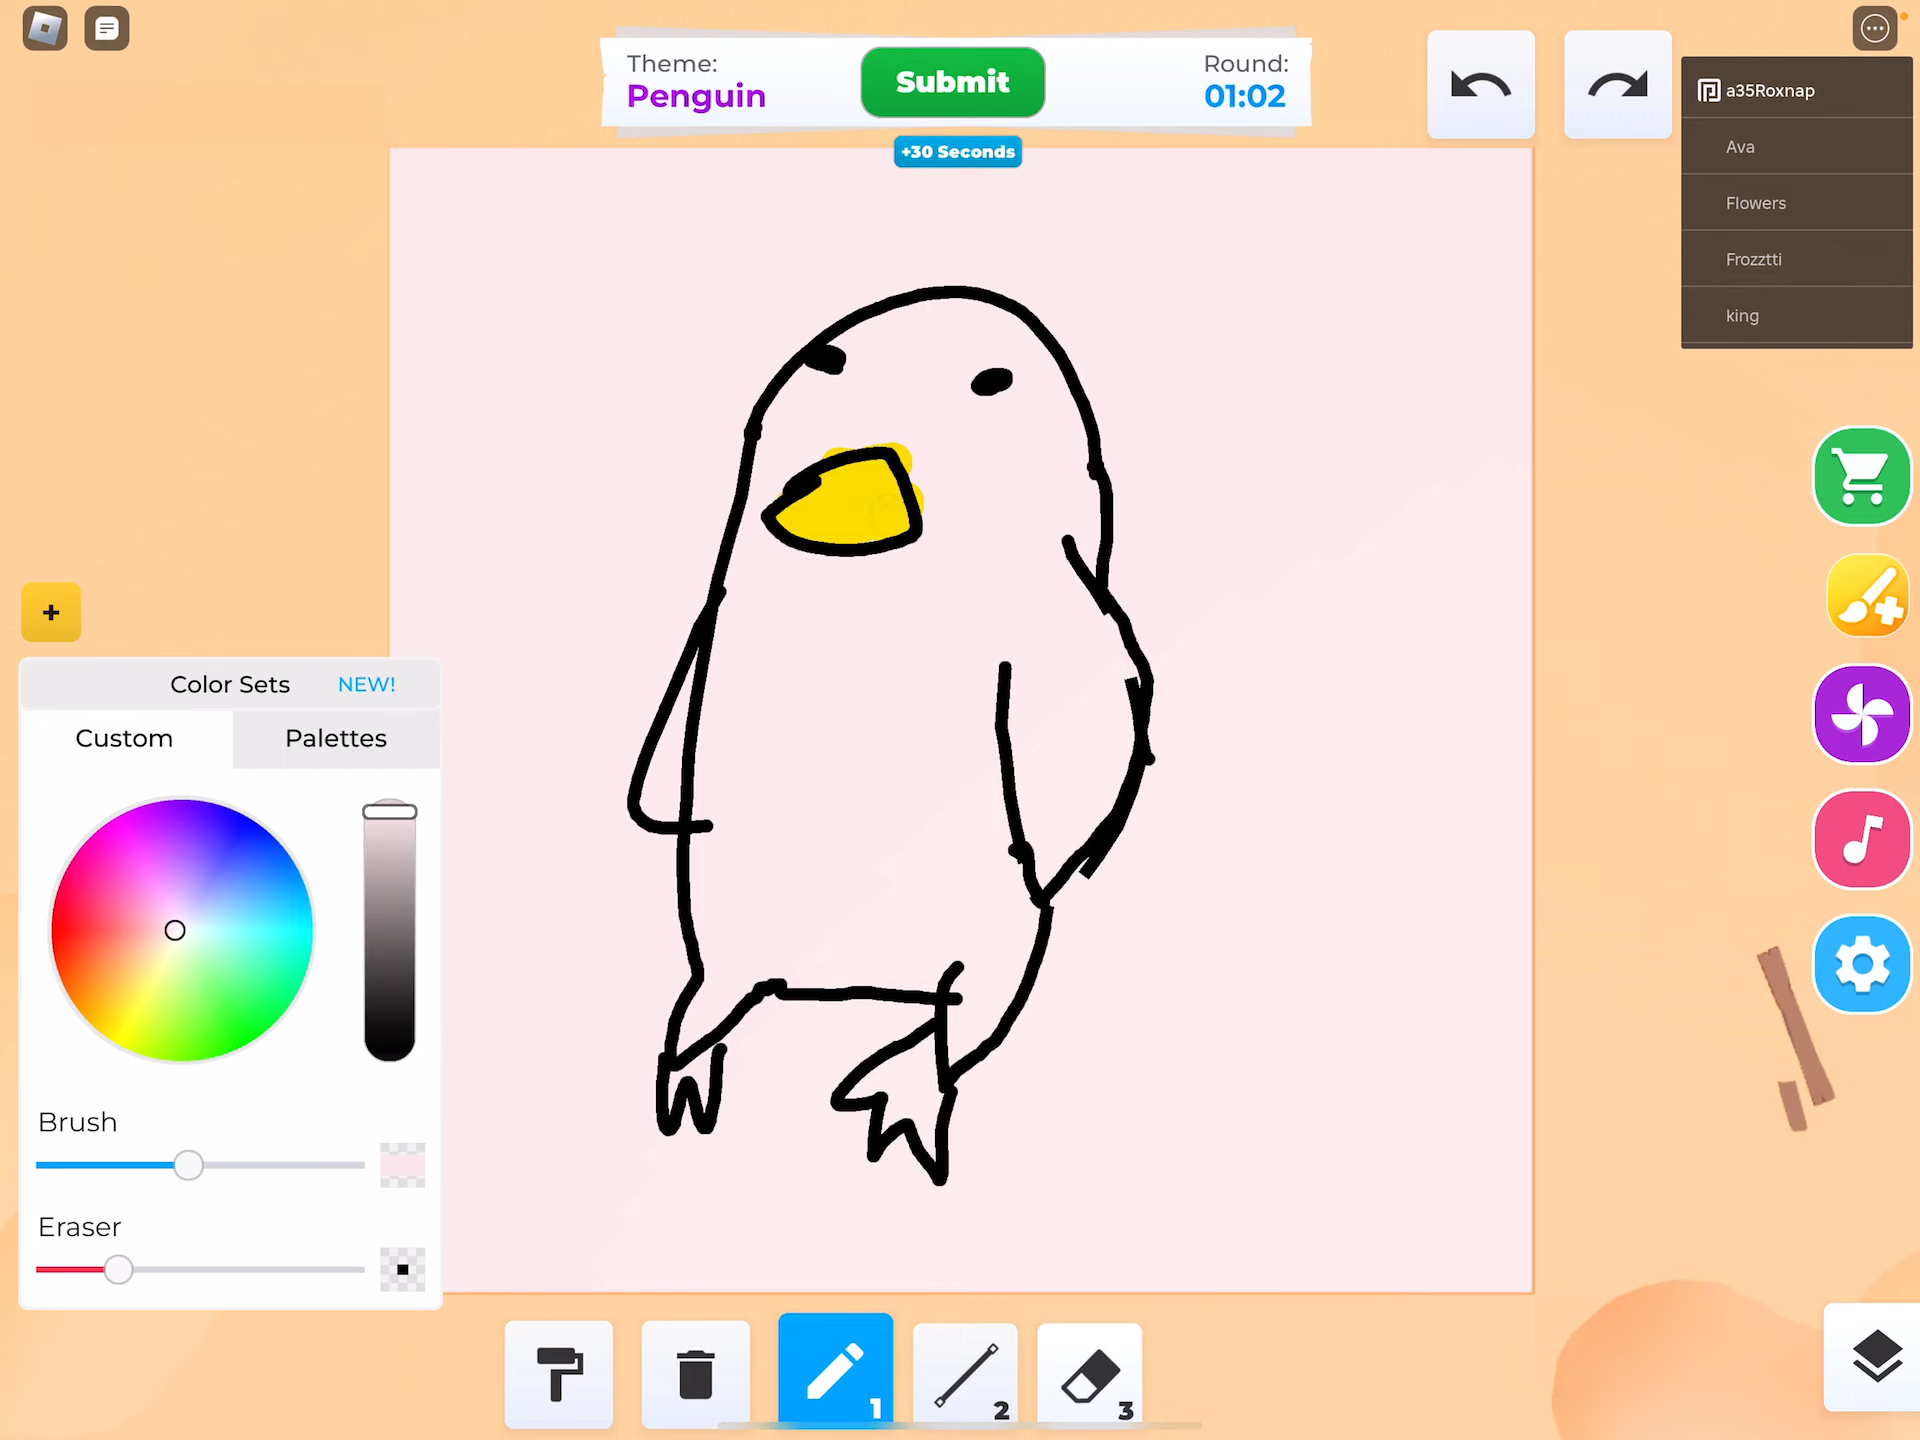 Theme:
Penguin
Submit
Round:
01:02
+30 Seconds
a35Roxnap
Ava
Flowers
Frozztti
king
+
Color Sets
NEW!
Custom
Palettes
Brush
Eraser
1
2
3